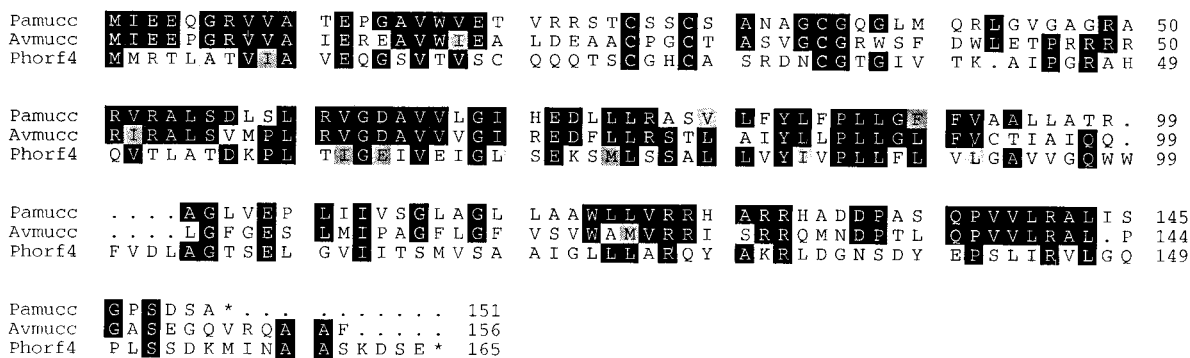 Pamucc MIEEQGRVVA TEPGAVWVET VRRSTCSSCS ANAGCGQGLM QRLGVGAGRA 50
Avmucc MIEEPGRVVA IEREAVWIEA LDEAACPGCT ASVGCGRWSF DWLETPRRRR 50
Phorf4 MMRTLATVIA VEQGSVTVSC QQQTSCGHCA SRDNCGTGIV TK.AIPGRAH 49
Pamucc RVRALSDLSL RVGDAVVLGI HEDLLLRASV LFYLFPLLGF FVAALLATR. 99
Avmucc RIRALSVMPL RVGDAVVVGI REDFLLRSTL AIYLLPLLGL FVCTIAIQQ. 99
Phorf4 QVTLATDKPL TIGEIVEIGL SEKSMLSSAL LVYIVPLLFL VLGAVVGQWW 99
Pamucc ....AGLVEP LIIVSGLAGL LAAWLLVRRH ARRHADDPAS QPVVLRALIS 145
Avmucc ....LGFGES LMIPAGFLGF VSVWAMVRRI SRRQMNDPTL QPVVLRAL.P 144
Phorf4 FVDLAGTSEL GVIITSMVSA AIGLLLARQY AKRLDGNSDY EPSLIRVLGQ 149
Pamucc GPSDSA*... ........ 151
Avmucc GASEGQVRQA AF..... 156
Phorf4 PLSSDKMINA ASKDSE* 165